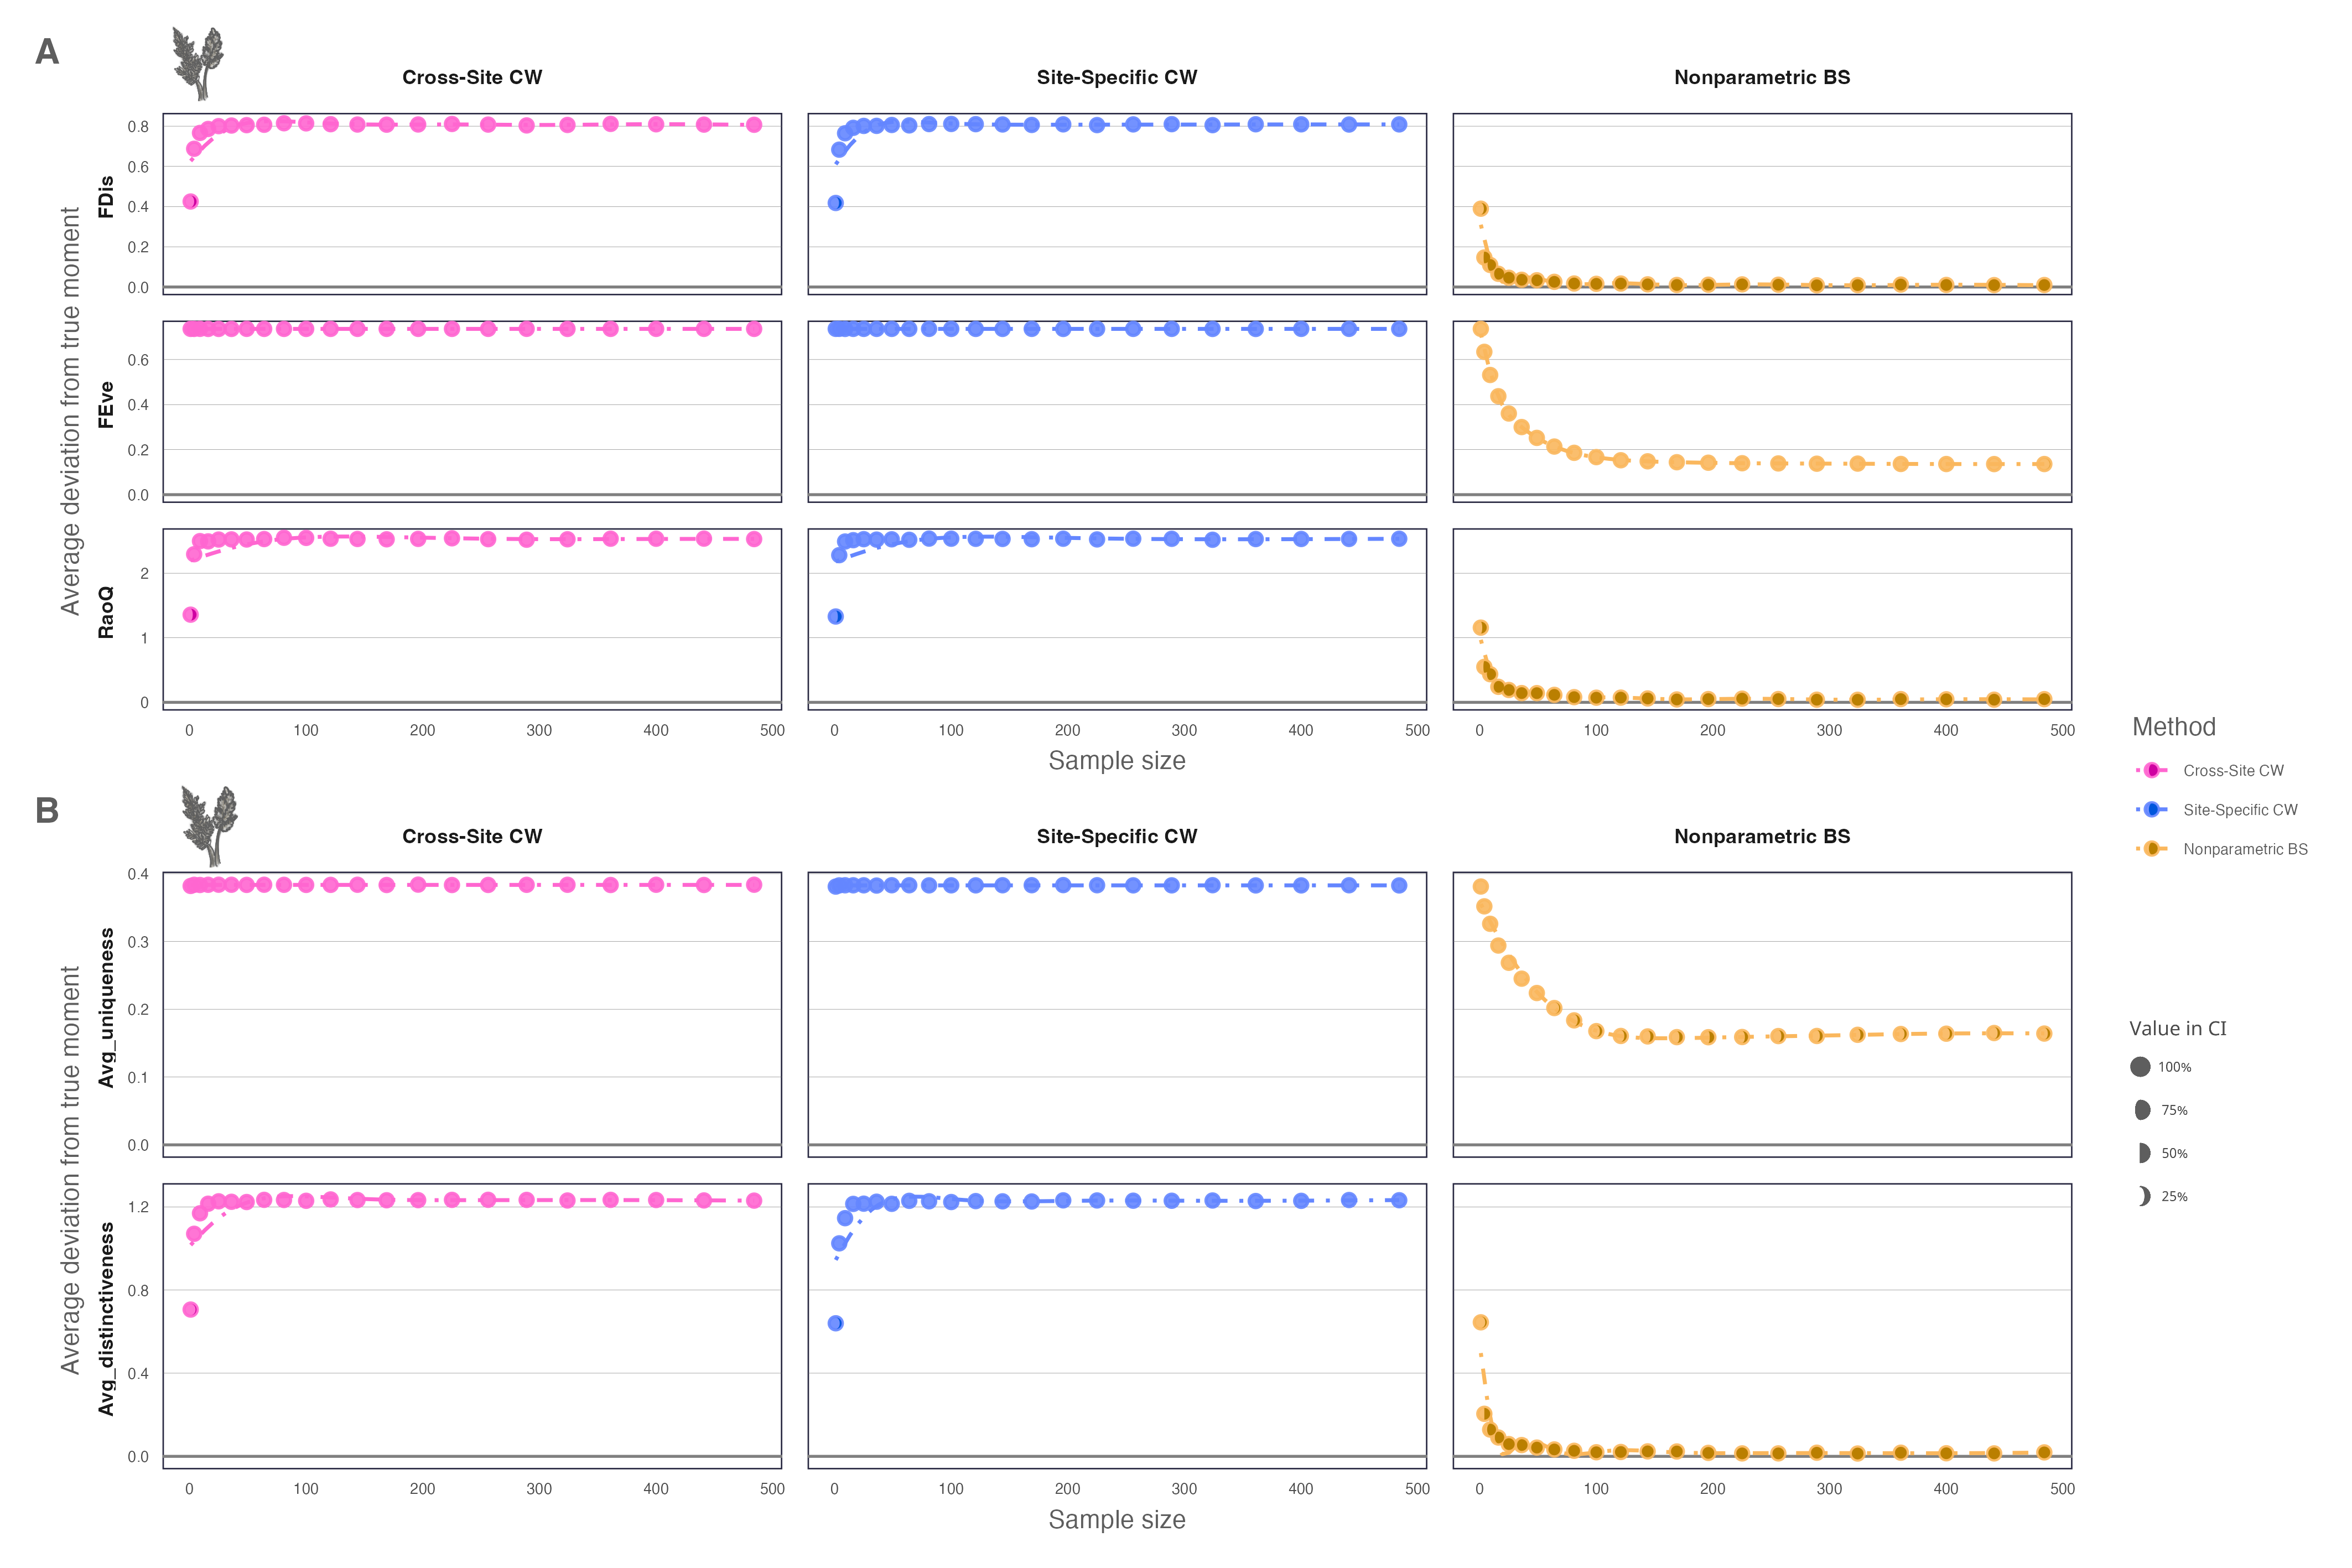 A
Cross-Site CW
Site-Specific CW
Nonparametric BS
Average deviation from true moment
FDis
0.8
0.6
0.4
0.2
0.0
FEve
0.6
0.4
0.2
0.0
RaoQ
2
1
0
0 100 200 300 400 500
0 100 200 300 400 500
0 100 200 300 400 500
Sample size
B
Cross-Site CW
Site-Specific CW
Nonparametric BS
Average deviation from true moment
Avg_uniqueness
0.4
0.3
0.2
0.1
0.0
Avg_distinctiveness
1.2
0.8
0.4
0.0
0 100 200 300 400 500
0 100 200 300 400 500
0 100 200 300 400 500
Sample size
Method
Cross-Site CW
Site-Specific CW
Nonparametric BS
Value in CI
100%
75%
50%
25%